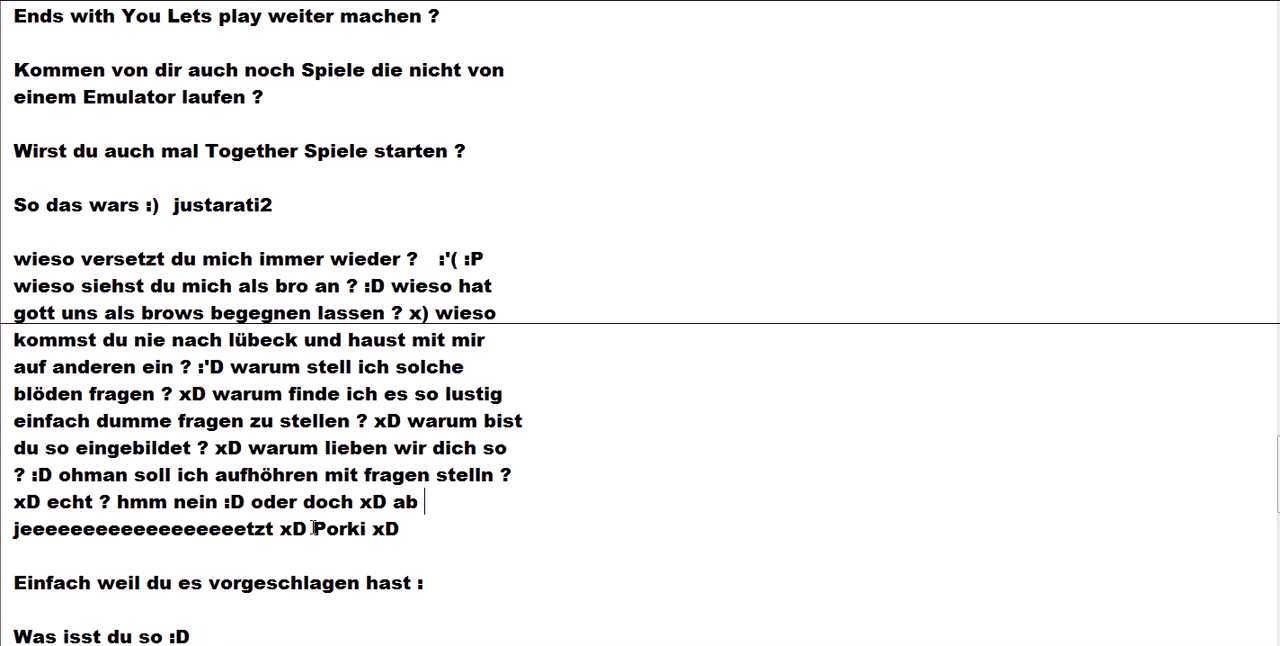 Ends with You Lets play weiter machen ?
Kommen von dir auch noch Spiele die nicht von
einem Emulator laufen ?
Wirst du auch mal Together Spiele starten ?
So das wars :)  justarati2
wieso versetzt du mich immer wieder ?   :'( :P
wieso siehst du mich als bro an ? :D wieso hat
gott uns als brows begegnen lassen ? x) wieso
kommst du nie nach lübeck und haust mit mir
auf anderen ein ? :'D warum stell ich solche
blöden fragen ? xD warum finde ich es so lustig
einfach dumme fragen zu stellen ? xD warum bist
du so eingebildet ? xD warum lieben wir dich so
? :D ohman soll ich aufhöhren mit fragen stelln ?
xD echt ? hmm nein :D oder doch xD ab
jeeeeeeeeeeeeeeeeeetzt xD Porki xD
Einfach weil du es vorgeschlagen hast :
Was isst du so :D